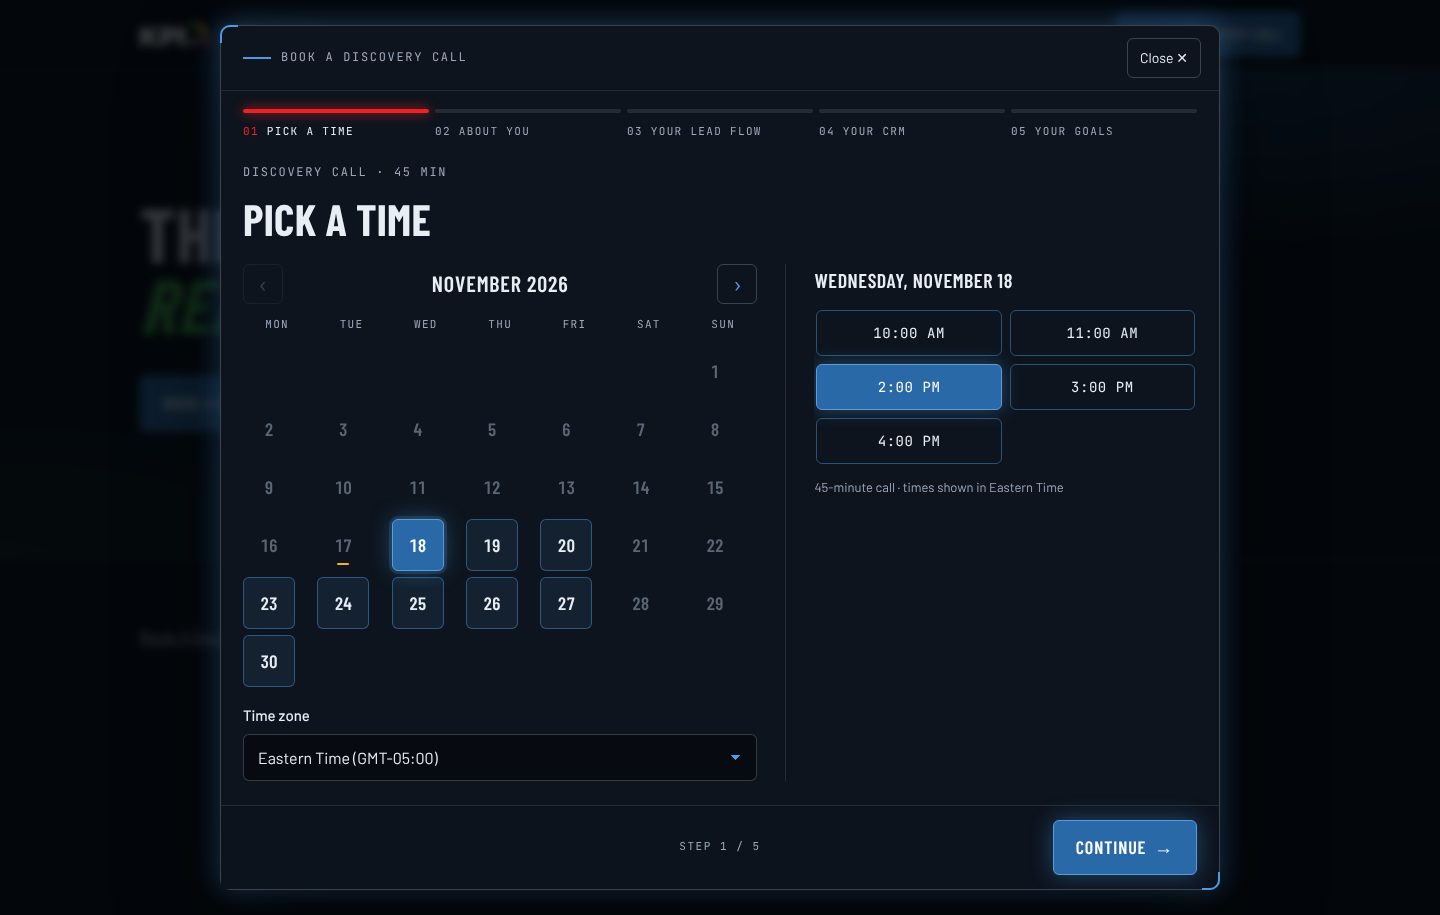 BOOK A DISCOVERY CALL
Close ✕
01 PICK A TIME
02 ABOUT YOU
03 YOUR LEAD FLOW
04 YOUR CRM
05 YOUR GOALS
DISCOVERY CALL · 45 MIN
PICK A TIME
‹ NOVEMBER 2026 ›
MON TUE WED THU FRI SAT SUN
1
2 3 4 5 6 7 8
9 10 11 12 13 14 15
16 17 18 19 20 21 22
23 24 25 26 27 28 29
30
Time zone
Eastern Time (GMT-05:00)
WEDNESDAY, NOVEMBER 18
10:00 AM 11:00 AM
2:00 PM 3:00 PM
4:00 PM
45-minute call · times shown in Eastern Time
STEP 1 / 5
CONTINUE →